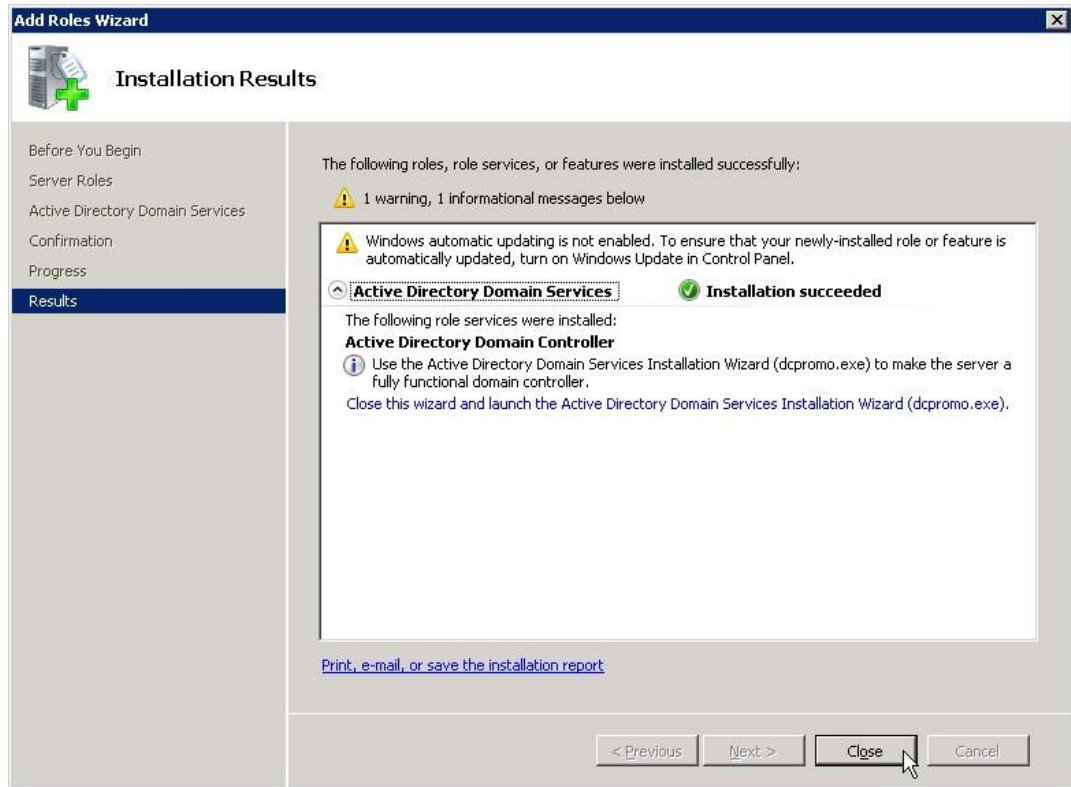 Add Roles Wizard
Installation Results
Before You Begin
Server Roles
Active Directory Domain Services
Confirmation
Progress
Results
The following roles, role services, or features were installed successfully:
1 warning, 1 informational messages below
Windows automatic updating is not enabled. To ensure that your newly-installed role or feature is
automatically updated, turn on Windows Update in Control Panel.
Active Directory Domain Services Installation succeeded
The following role services were installed:
Active Directory Domain Controller
Use the Active Directory Domain Services Installation Wizard (dcpromo.exe) to make the server a
fully functional domain controller.
Close this wizard and launch the Active Directory Domain Services Installation Wizard (dcpromo.exe).
Print, e-mail, or save the installation report
< Previous Next > Close Cancel